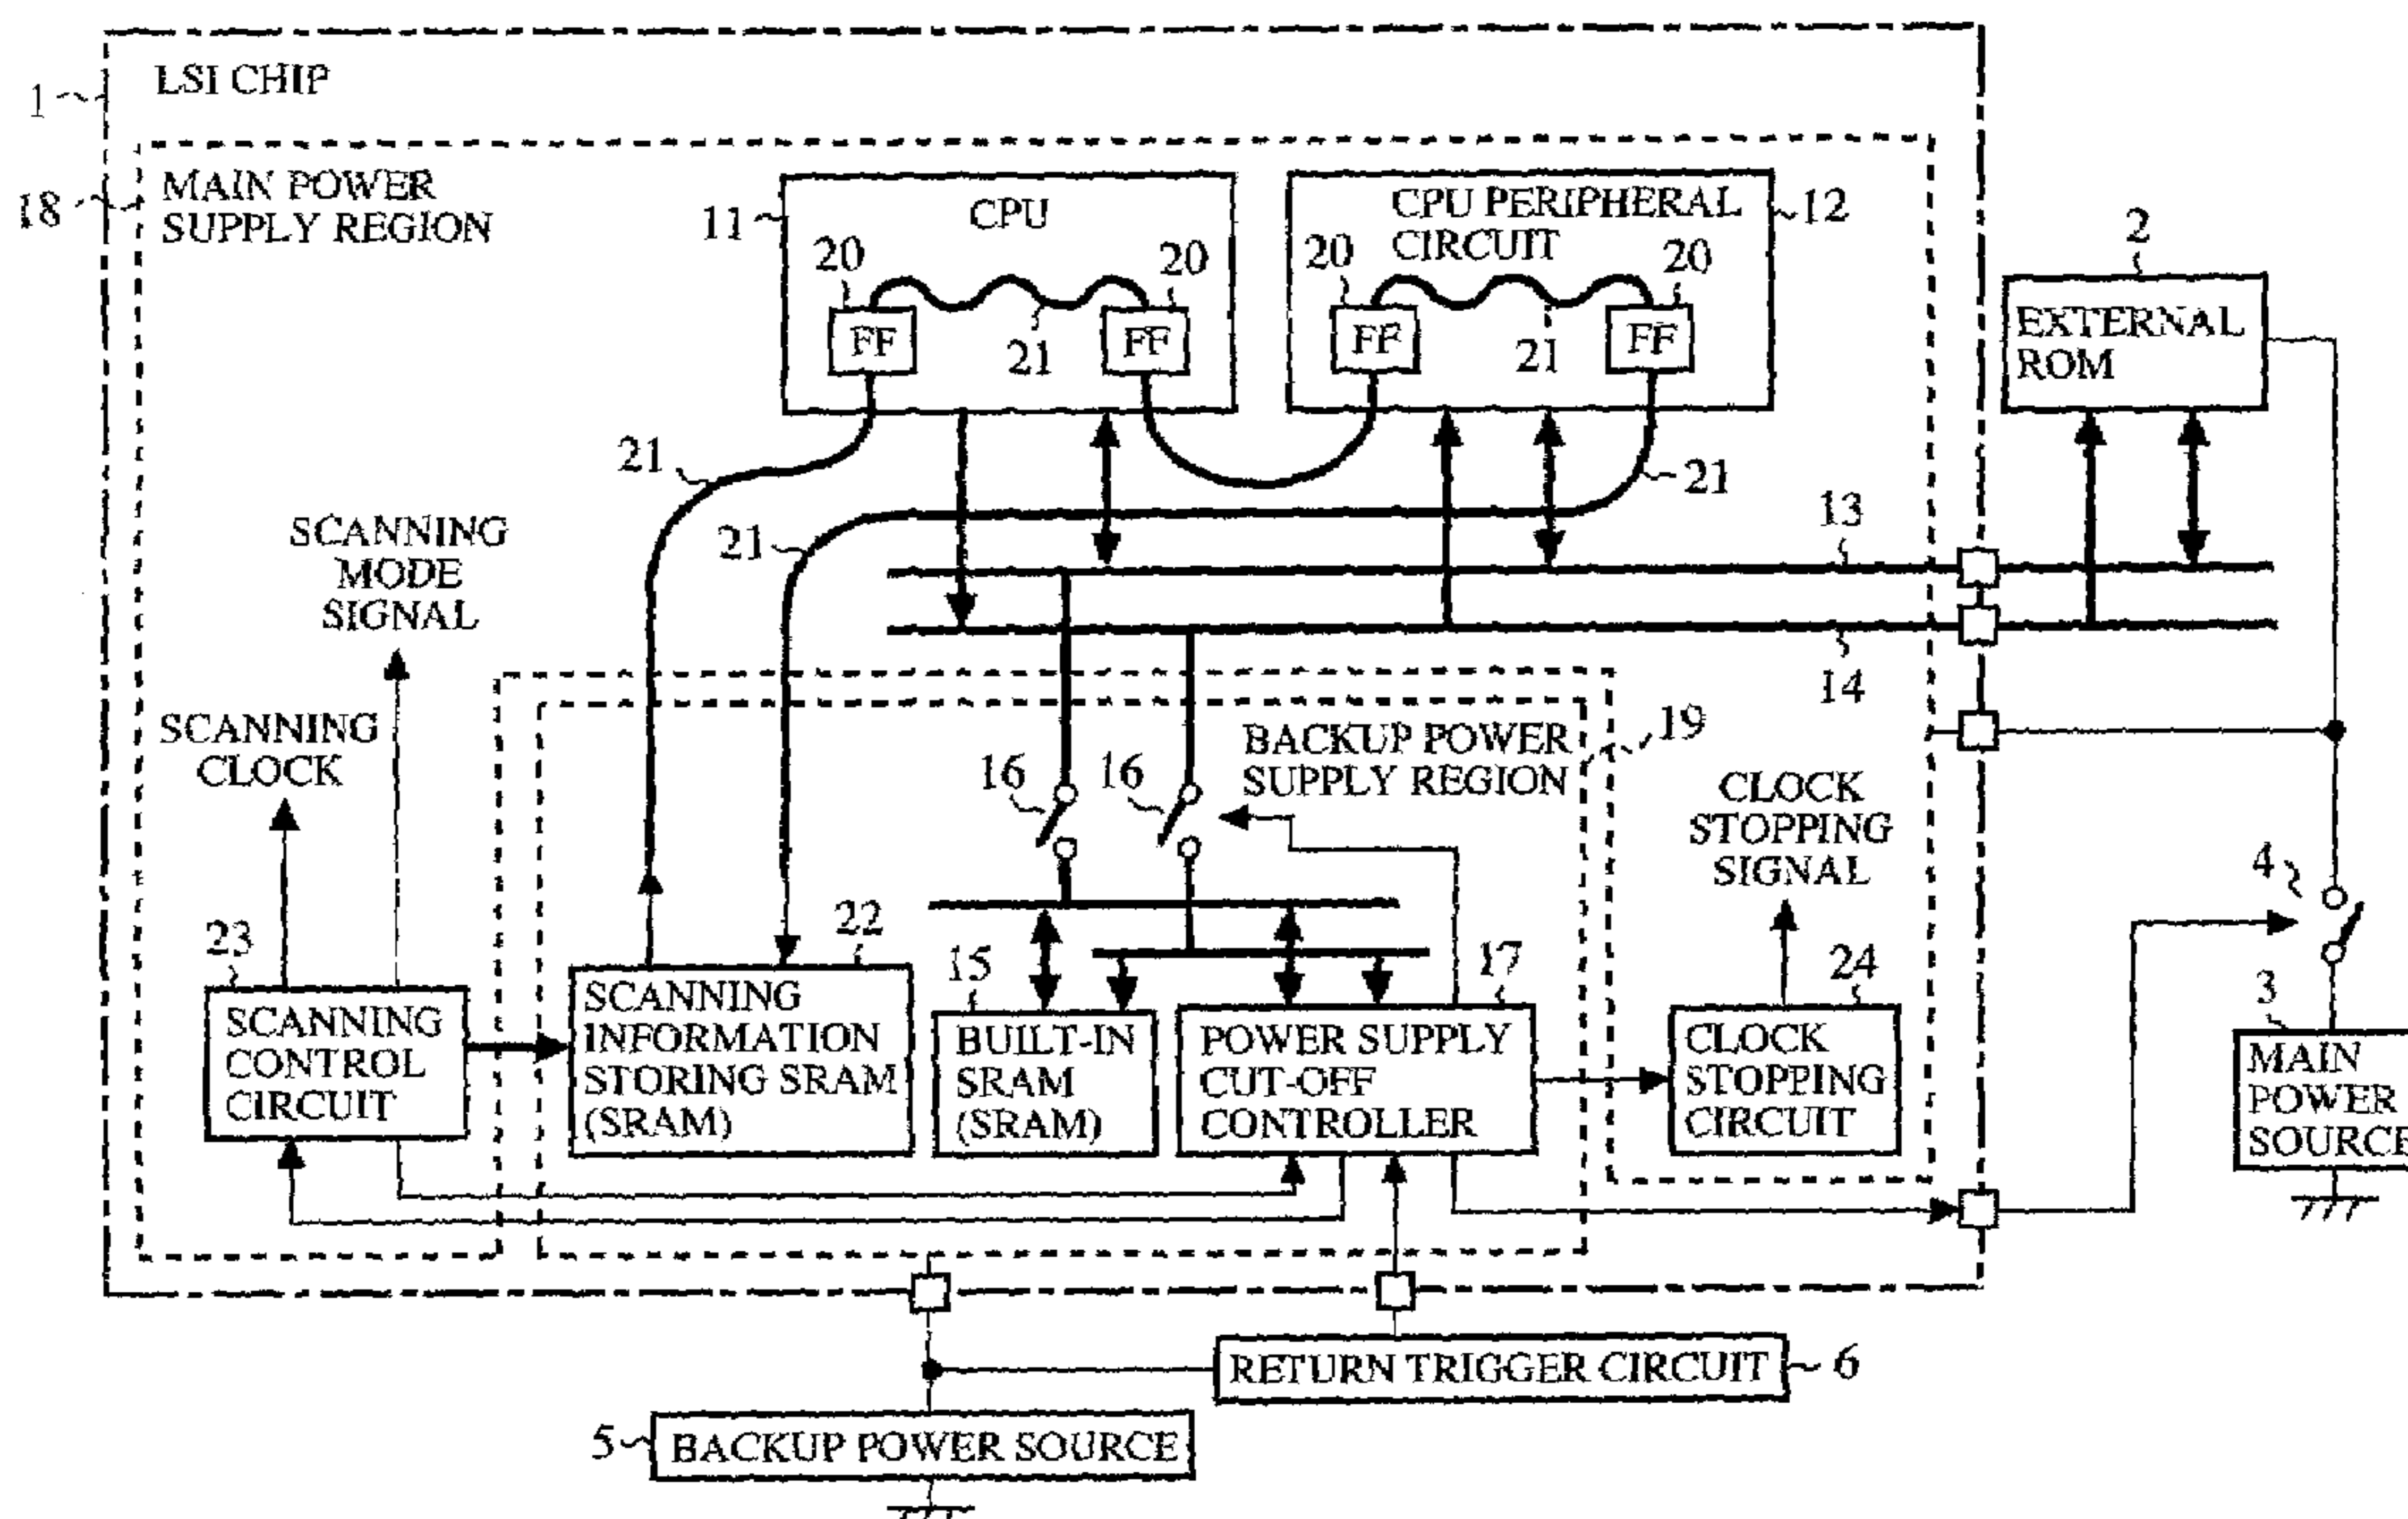 LSI CHIP
1
MAIN POWER
SUPPLY REGION
18
11
CPU
20
20
FF
FF
21
CPU PERIPHERAL
CIRCUIT
12
20
20
FF
FF
21
2
EXTERNAL
ROM
21
21
21
13
14
SCANNING
MODE
SIGNAL
SCANNING
CLOCK
BACKUP POWER
SUPPLY REGION
19
16
16
CLOCK
STOPPING
SIGNAL
4
3
MAIN
POWER
SOURCE
23
SCANNING
CONTROL
CIRCUIT
22
SCANNING
INFORMATION
STORING SRAM
(SRAM)
15
BUILT-IN
SRAM
(SRAM)
17
POWER SUPPLY
CUT-OFF
CONTROLLER
24
CLOCK
STOPPING
CIRCUIT
RETURN TRIGGER CIRCUIT
6
5
BACKUP POWER SOURCE